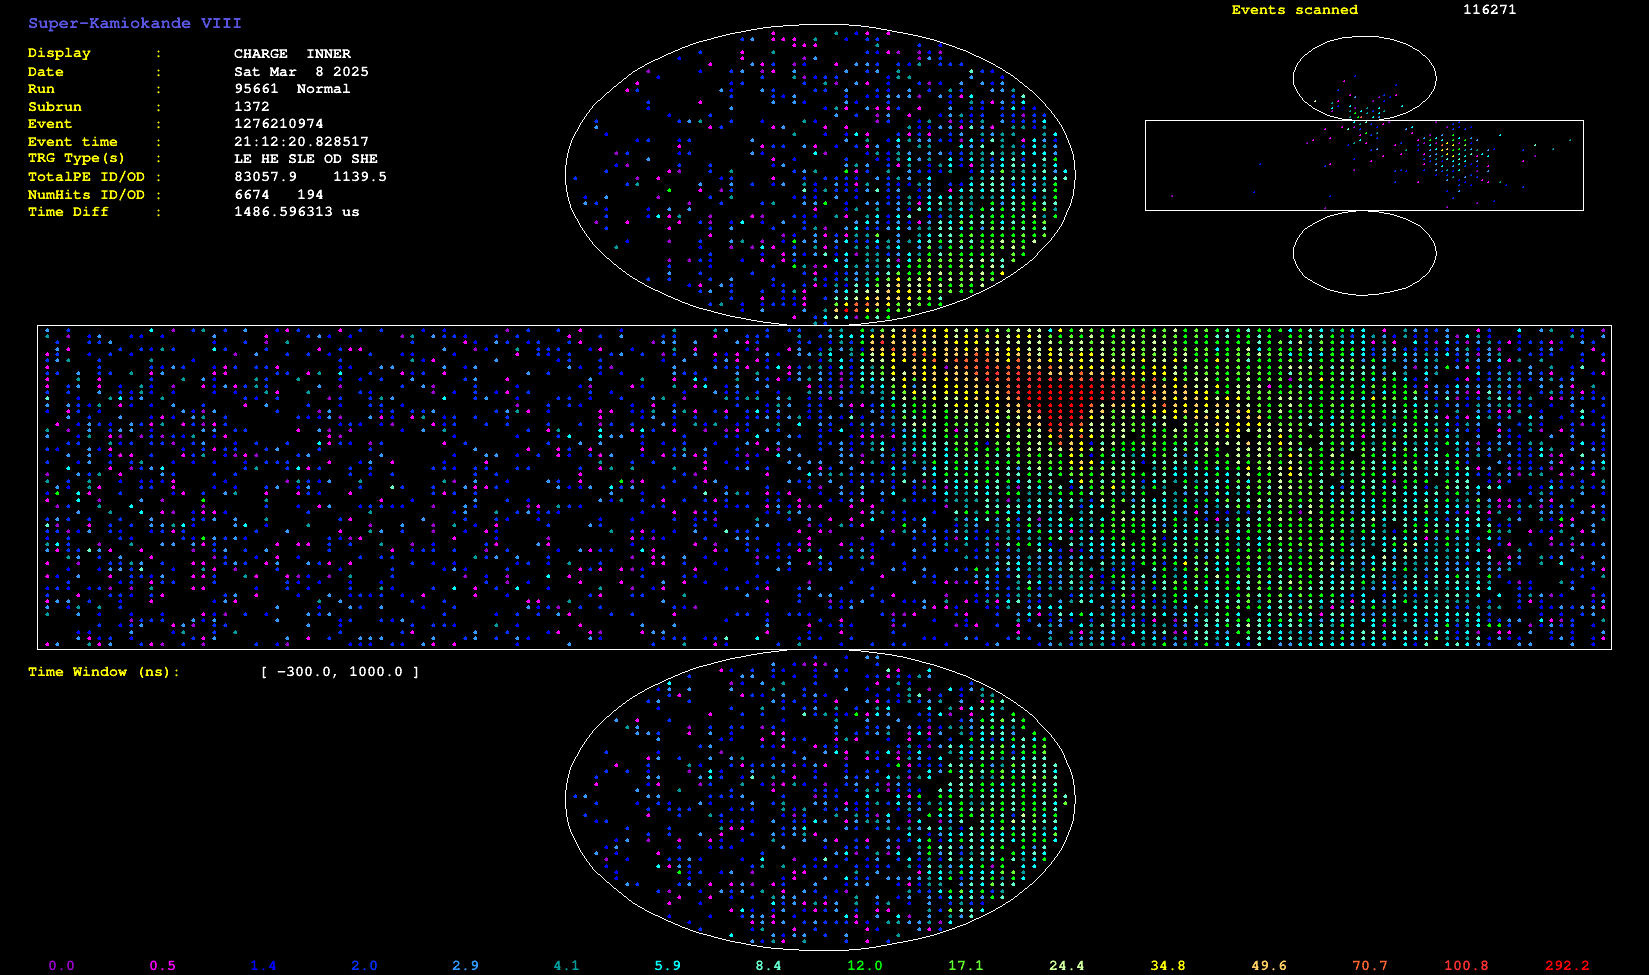 Super-Kamiokande VIII
Events scanned 116271
Display : CHARGE INNER
Date : Sat Mar 8 2025
Run : 95661 Normal
Subrun : 1372
Event : 1276210974
Event time : 21:12:20.828517
TRG Type(s) : LE HE SLE OD SHE
TotalPE ID/OD : 83057.9 1139.5
NumHits ID/OD : 6674 194
Time Diff : 1486.596313 us
Time Window (ns): [ -300.0, 1000.0 ]
0.0 0.5 1.4 2.0 2.9 4.1 5.9 8.4 12.0 17.1 24.4 34.8 49.6 70.7 100.8 292.2